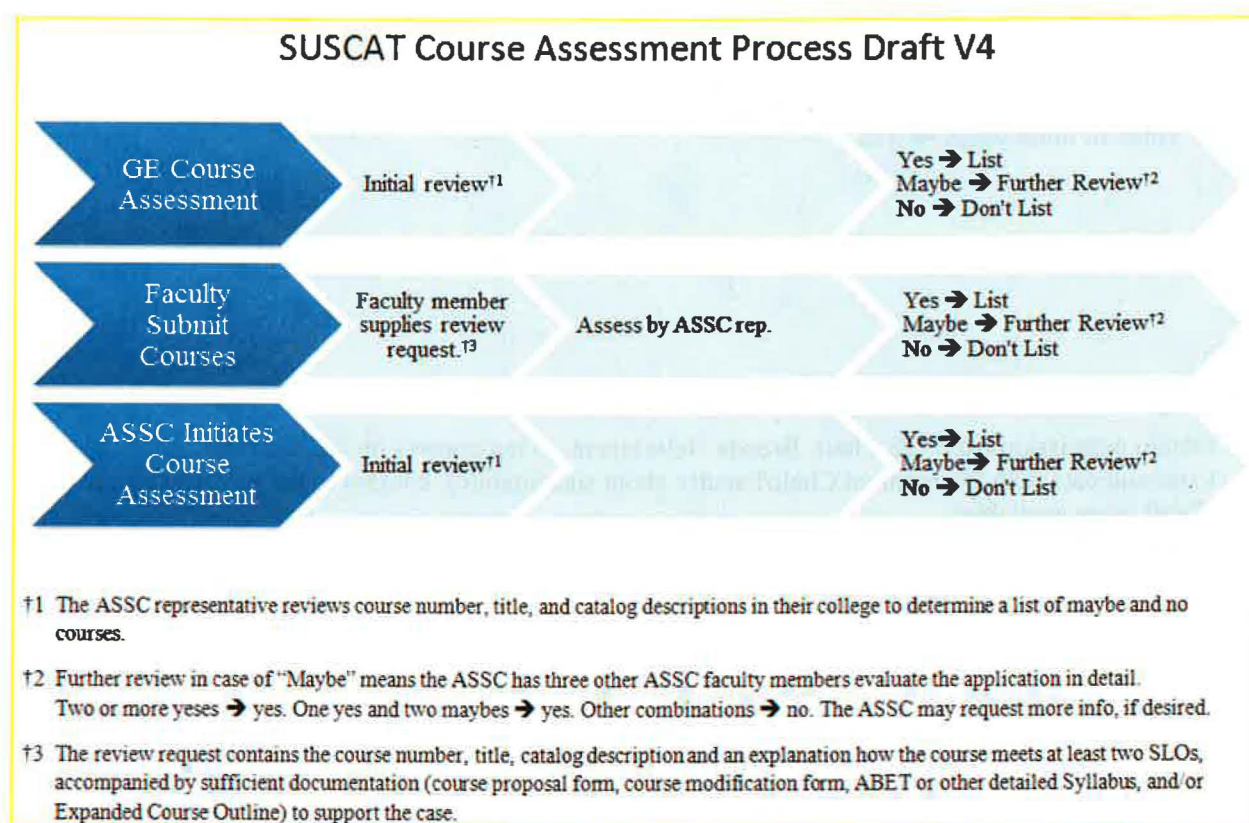 SUSCAT Course Assessment Process Draft V4
GE Course
Assessment
Initial review†1
Yes ➔ List
Maybe ➔ Further Review†2
No ➔ Don't List
Faculty
Submit
Courses
Faculty member
supplies review
request.†3
Assess by ASSC rep.
Yes ➔ List
Maybe ➔ Further Review†2
No ➔ Don't List
ASSC Initiates
Course
Assessment
Initial review†1
Yes➔ List
Maybe ➔ Further Review†2
No ➔ Don't List
†1 The ASSC representative reviews course number, title, and catalog descriptions in their college to determine a list of maybe and no
courses.
†2 Further review in case of "Maybe" means the ASSC has three other ASSC faculty members evaluate the application in detail.
Two or more yeses ➔ yes. One yes and two maybes ➔ yes. Other combinations ➔ no. The ASSC may request more info, if desired.
†3 The review request contains the course number, title, catalog description and an explanation how the course meets at least two SLOs,
accompanied by sufficient documentation (course proposal form, course modification form, ABET or other detailed Syllabus, and/or
Expanded Course Outline) to support the case.